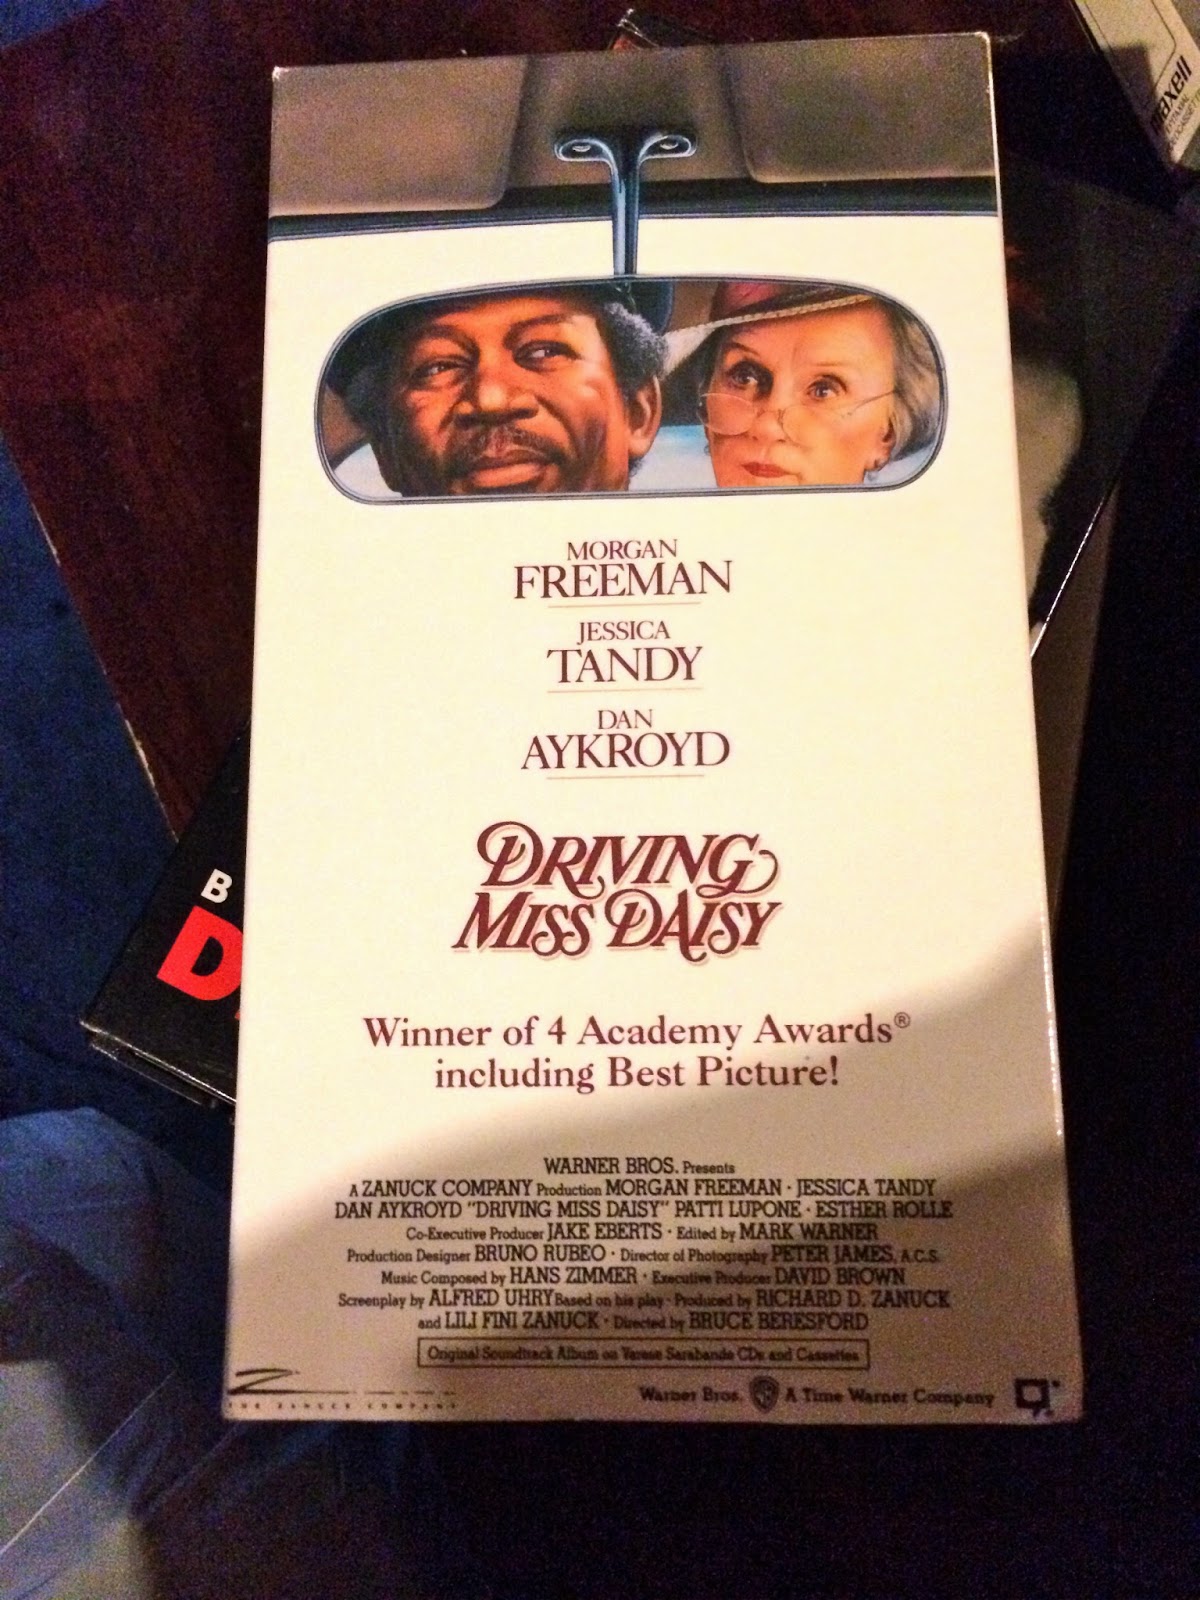 maxell
MORGAN
FREEMAN
JESSICA
TANDY
DAN
AYKROYD
DRIVING
MISS DAISY
Winner of 4 Academy Awards®
including Best Picture!
WARNER BROS. Presents
A ZANUCK COMPANY Production MORGAN FREEMAN · JESSICA TANDY
DAN AYKROYD "DRIVING MISS DAISY" PATTI LUPONE · ESTHER ROLLE
Co-Executive Producer JAKE EBERTS · Edited by MARK WARNER
Production Designer BRUNO RUBEO · Director of Photography PETER JAMES, A.C.S.
Music Composed by HANS ZIMMER · Executive Producer DAVID BROWN
Screenplay by ALFRED UHRY Based on his play · Produced by RICHARD D. ZANUCK
and LILI FINI ZANUCK · Directed by BRUCE BERESFORD
Original Soundtrack Album on Varese Sarabande CDs and Cassettes
THE ZANUCK COMPANY
Warner Bros. WB A Time Warner Company
B
D